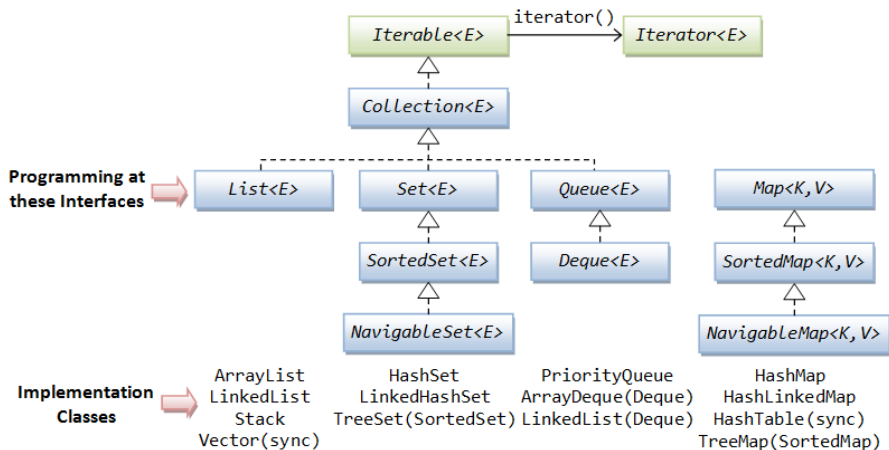 iterator()
Iterable<E>
Iterator<E>
Collection<E>
Programming at
these Interfaces
List<E>
Set<E>
Queue<E>
Map<K,V>
SortedSet<E>
Deque<E>
SortedMap<K,V>
NavigableSet<E>
NavigableMap<K,V>
Implementation
Classes
ArrayList
LinkedList
Stack
Vector(sync)
HashSet
LinkedHashSet
TreeSet(SortedSet)
PriorityQueue
ArrayDeque(Deque)
LinkedList(Deque)
HashMap
HashLinkedMap
HashTable(sync)
TreeMap(SortedMap)